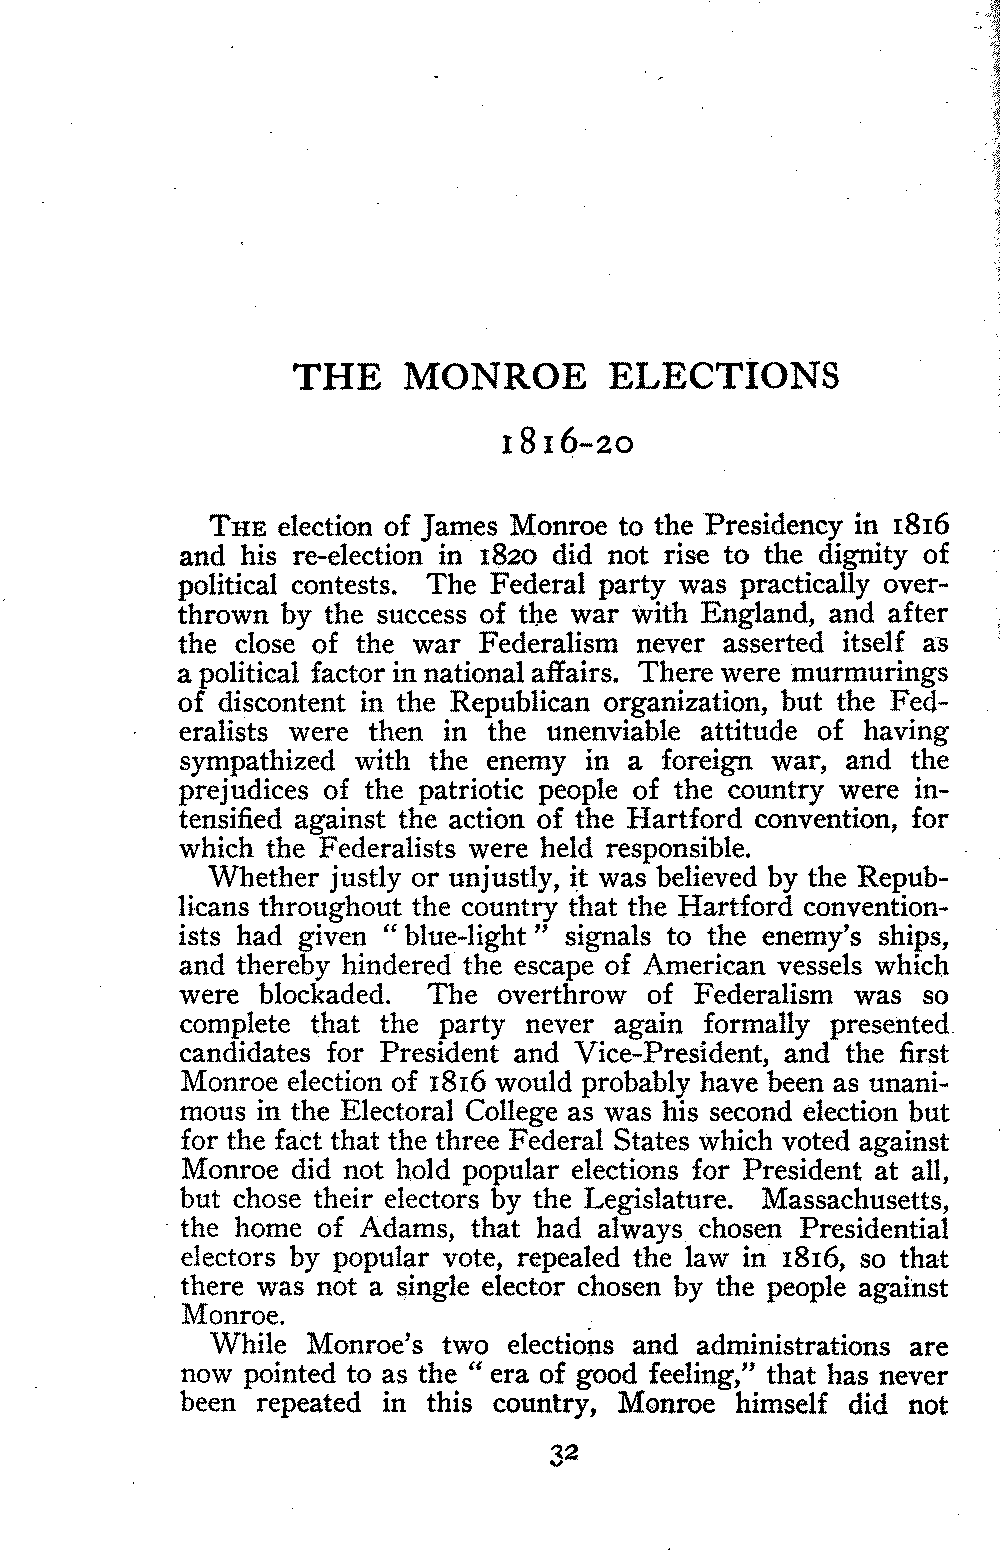 THE MONROE ELECTIONS
1816-20
THE election of James Monroe to the Presidency in 1816
and his re-election in 1820 did not rise to the dignity of
political contests. The Federal party was practically over-
thrown by the success of the war with England, and after
the close of the war Federalism never asserted itself as
a political factor in national affairs. There were murmurings
of discontent in the Republican organization, but the Fed-
eralists were then in the unenviable attitude of having
sympathized with the enemy in a foreign war, and the
prejudices of the patriotic people of the country were in-
tensified against the action of the Hartford convention, for
which the Federalists were held responsible.
Whether justly or unjustly, it was believed by the Repub-
licans throughout the country that the Hartford convention-
ists had given “blue-light” signals to the enemy's ships,
and thereby hindered the escape of American vessels which
were blockaded. The overthrow of Federalism was so
complete that the party never again formally presented
candidates for President and Vice-President, and the first
Monroe election of 1816 would probably have been as unani-
mous in the Electoral College as was his second election but
for the fact that the three Federal States which voted against
Monroe did not hold popular elections for President at all,
but chose their electors by the Legislature. Massachusetts,
the home of Adams, that had always chosen Presidential
electors by popular vote, repealed the law in 1816, so that
there was not a single elector chosen by the people against
Monroe.
While Monroe's two elections and administrations are
now pointed to as the “era of good feeling,” that has never
been repeated in this country, Monroe himself did not
32